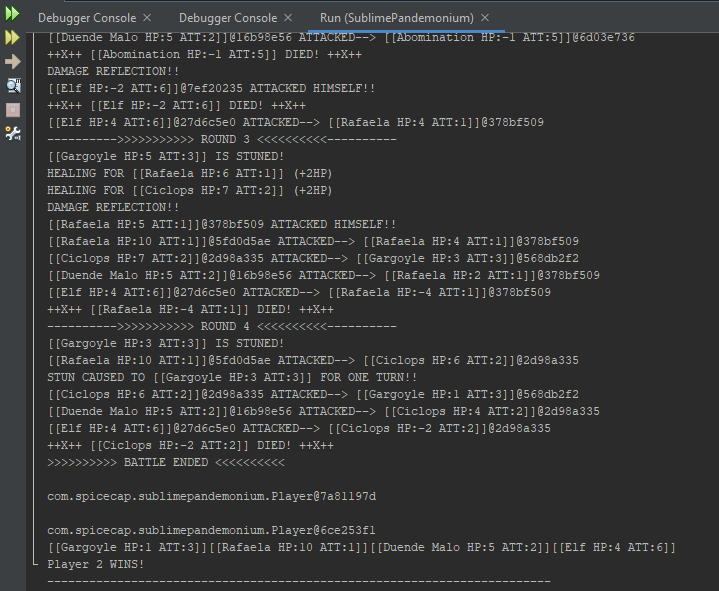 Debugger Console × Debugger Console × Run (SublimePandemonium) ×
[[Duende Malo HP:5 ATT:2]]@16b98e56 ATTACKED--> [[Abomination HP:-1 ATT:5]]@6d03e736
++X++ [[Abomination HP:-1 ATT:5]] DIED! ++X++
DAMAGE REFLECTION!!
[[Elf HP:-2 ATT:6]]@7ef20235 ATTACKED HIMSELF!!
++X++ [[Elf HP:-2 ATT:6]] DIED! ++X++
[[Elf HP:4 ATT:6]]@27d6c5e0 ATTACKED--> [[Rafaela HP:4 ATT:1]]@378bf509
---------->>>>>>>>>>> ROUND 3 <<<<<<<<<<----------
[[Gargoyle HP:5 ATT:3]] IS STUNED!
HEALING FOR [[Rafaela HP:6 ATT:1]] (+2HP)
HEALING FOR [[Ciclops HP:7 ATT:2]] (+2HP)
DAMAGE REFLECTION!!
[[Rafaela HP:5 ATT:1]]@378bf509 ATTACKED HIMSELF!!
[[Rafaela HP:10 ATT:1]]@5fd0d5ae ATTACKED--> [[Rafaela HP:4 ATT:1]]@378bf509
[[Ciclops HP:7 ATT:2]]@2d98a335 ATTACKED--> [[Gargoyle HP:3 ATT:3]]@568db2f2
[[Duende Malo HP:5 ATT:2]]@16b98e56 ATTACKED--> [[Rafaela HP:2 ATT:1]]@378bf509
[[Elf HP:4 ATT:6]]@27d6c5e0 ATTACKED--> [[Rafaela HP:-4 ATT:1]]@378bf509
++X++ [[Rafaela HP:-4 ATT:1]] DIED! ++X++
---------->>>>>>>>>>> ROUND 4 <<<<<<<<<<----------
[[Gargoyle HP:3 ATT:3]] IS STUNED!
[[Rafaela HP:10 ATT:1]]@5fd0d5ae ATTACKED--> [[Ciclops HP:6 ATT:2]]@2d98a335
STUN CAUSED TO [[Gargoyle HP:3 ATT:3]] FOR ONE TURN!!
[[Ciclops HP:6 ATT:2]]@2d98a335 ATTACKED--> [[Gargoyle HP:1 ATT:3]]@568db2f2
[[Duende Malo HP:5 ATT:2]]@16b98e56 ATTACKED--> [[Ciclops HP:4 ATT:2]]@2d98a335
[[Elf HP:4 ATT:6]]@27d6c5e0 ATTACKED--> [[Ciclops HP:-2 ATT:2]]@2d98a335
++X++ [[Ciclops HP:-2 ATT:2]] DIED! ++X++
>>>>>>>>>> BATTLE ENDED <<<<<<<<<<
com.spicecap.sublimepandemonium.Player@7a81197d
com.spicecap.sublimepandemonium.Player@6ce253f1
[[Gargoyle HP:1 ATT:3]][[Rafaela HP:10 ATT:1]][[Duende Malo HP:5 ATT:2]][[Elf HP:4 ATT:6]]
Player 2 WINS!
------------------------------------------------------------------------